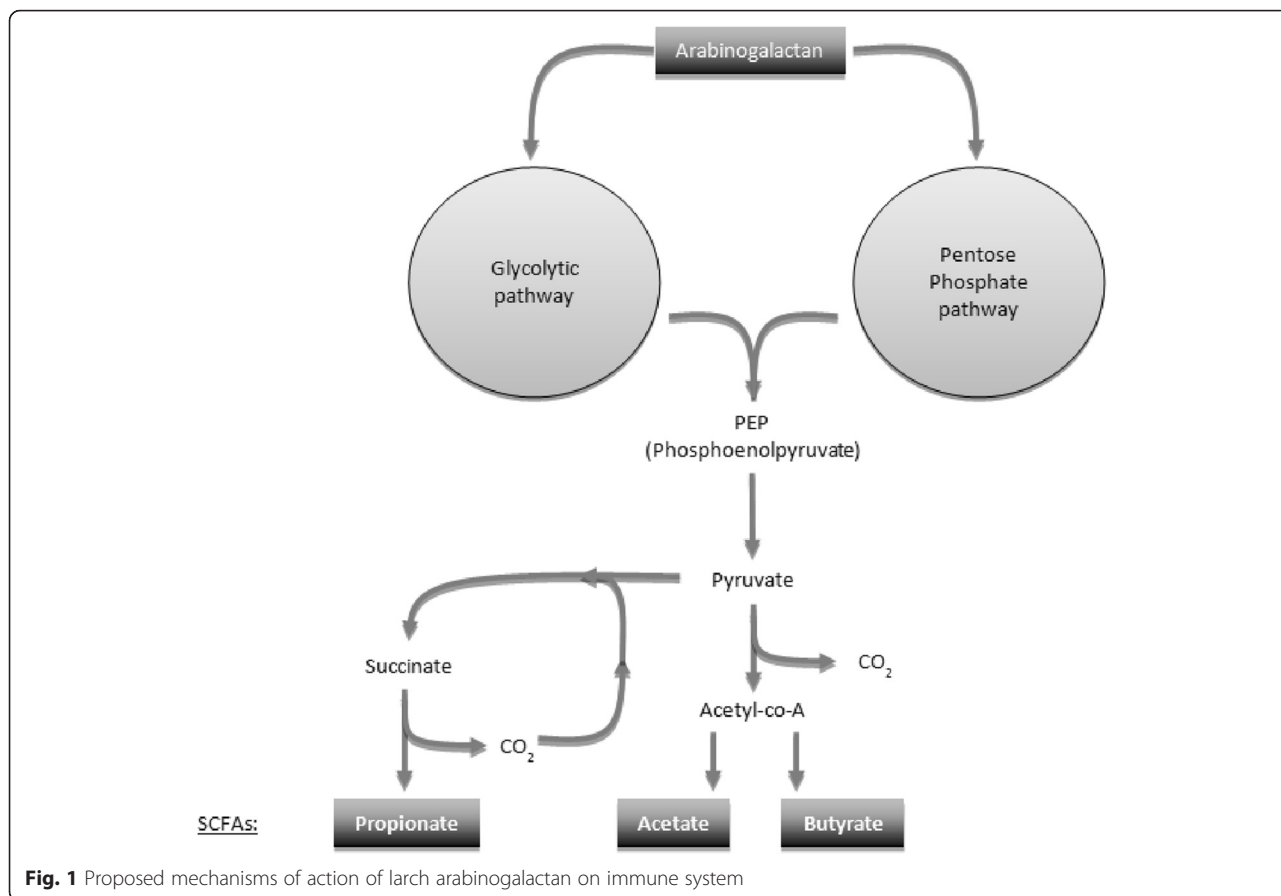 Arabinogalactan
Glycolytic
pathway
Pentose
Phosphate
pathway
PEP
(Phosphoenolpyruvate)
Pyruvate
Succinate
CO₂
Acetyl-co-A
CO₂
SCFAs:
Propionate
Acetate
Butyrate
Fig. 1 Proposed mechanisms of action of larch arabinogalactan on immune system